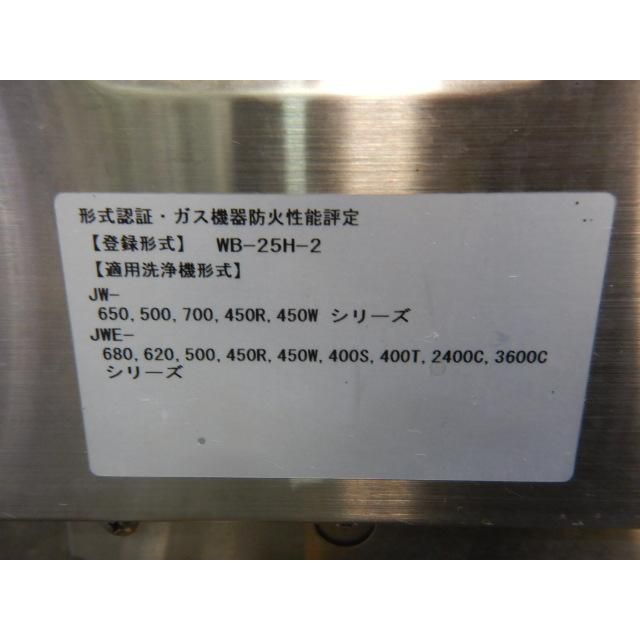 形式認証・ガス機器防火性能評定
【登録形式】 WB-25H-2
【適用洗浄機形式】
JW-
650,500,700,450R,450W シリーズ
JWE-
680,620,500,450R,450W,400S,400T,2400C,3600C
シリーズ